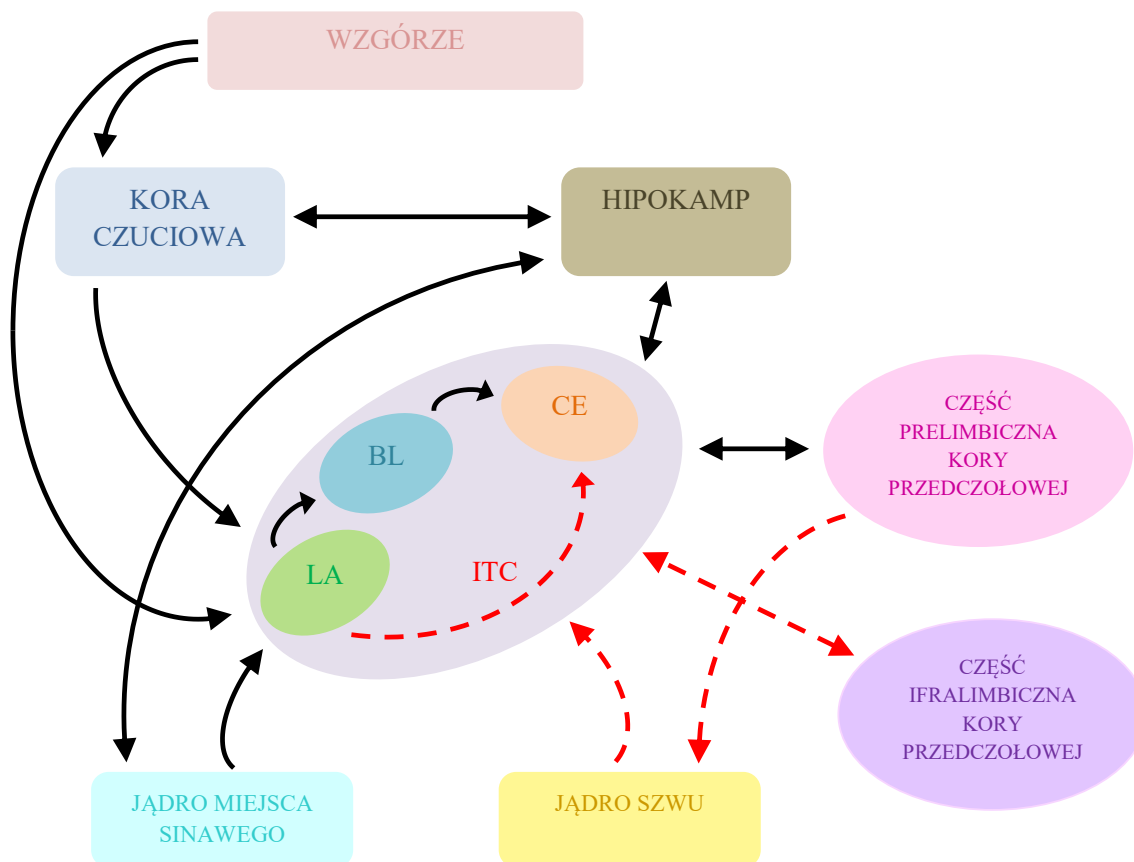 WZGÓRZE
KORA
CZUCIOWA
HIPOKAMP
CE
BL
LA
ITC
CZĘŚĆ
PRELIMBICZNA
KORY
PRZEDCZOŁOWEJ
CZĘŚĆ
IFRALIMBICZNA
KORY
PRZEDCZOŁOWEJ
JĄDRO MIEJSCA
SINAWEGO
JĄDRO SZWU